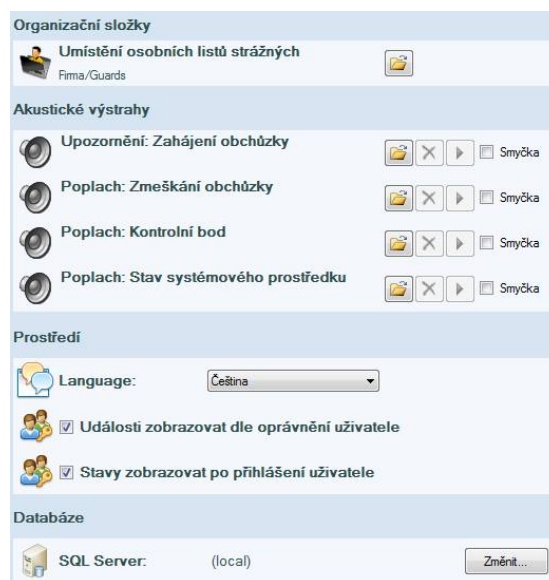 Organizační složky
Umístění osobních listů strážných
Firma/Guards
Akustické výstrahy
Upozornění: Zahájení obchůzky
Smyčka
Poplach: Zmeškání obchůzky
Smyčka
Poplach: Kontrolní bod
Smyčka
Poplach: Stav systémového prostředku
Smyčka
Prostředí
Language: Čeština
Události zobrazovat dle oprávnění uživatele
Stavy zobrazovat po přihlášení uživatele
Databáze
SQL Server: (local) Změnit...